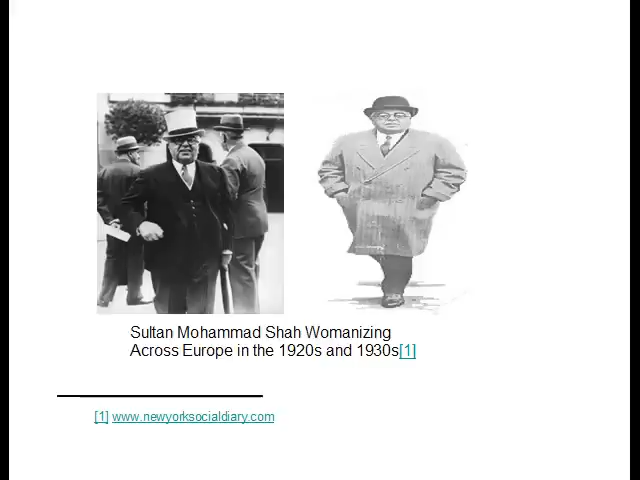 Sultan Mohammad Shah Womanizing
Across Europe in the 1920s and 1930s[1]
[1] www.newyorksocialdiary.com